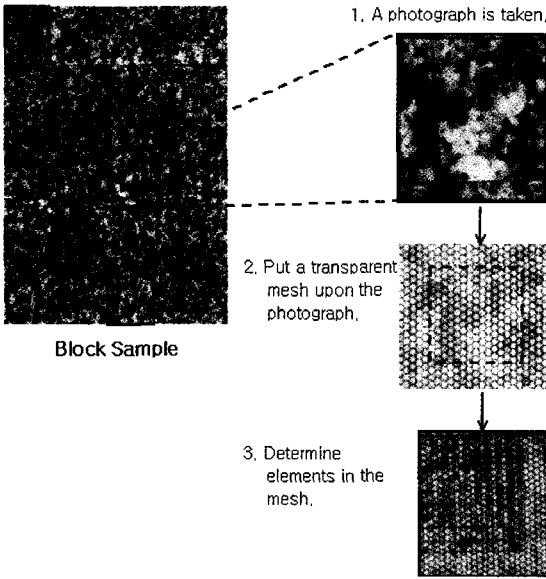 1. A photograph is taken.
2. Put a transparent
mesh upon the
photograph.
Block Sample
3. Determine
elements in the
mesh.